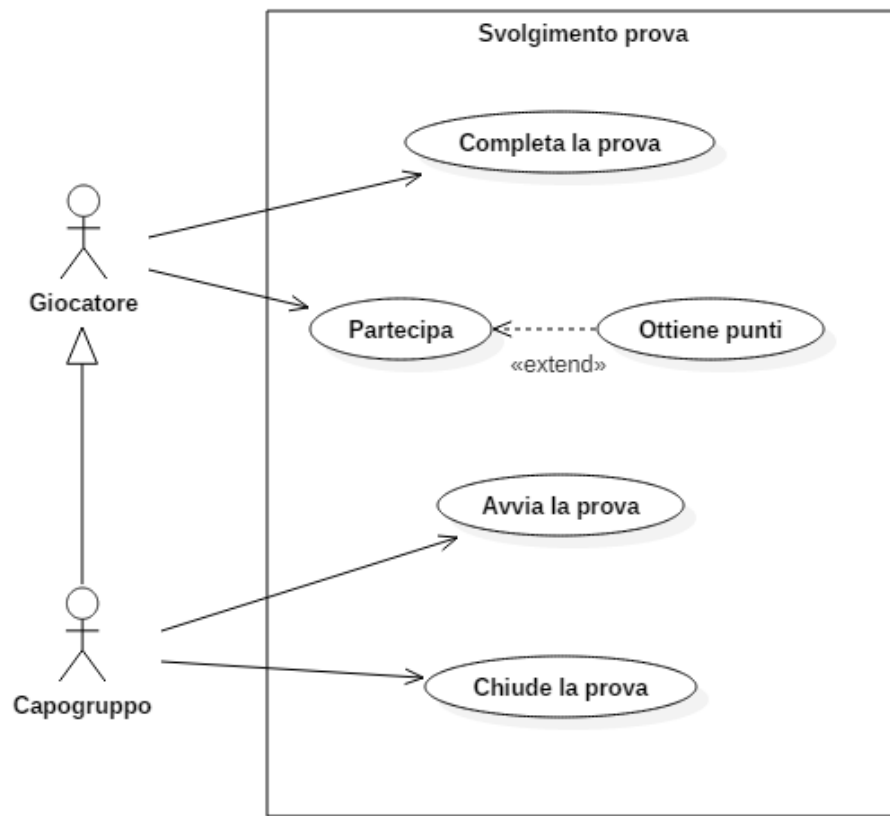 Svolgimento prova
Completa la prova
Giocatore
Partecipa
Ottiene punti
«extend»
Avvia la prova
Capogruppo
Chiude la prova